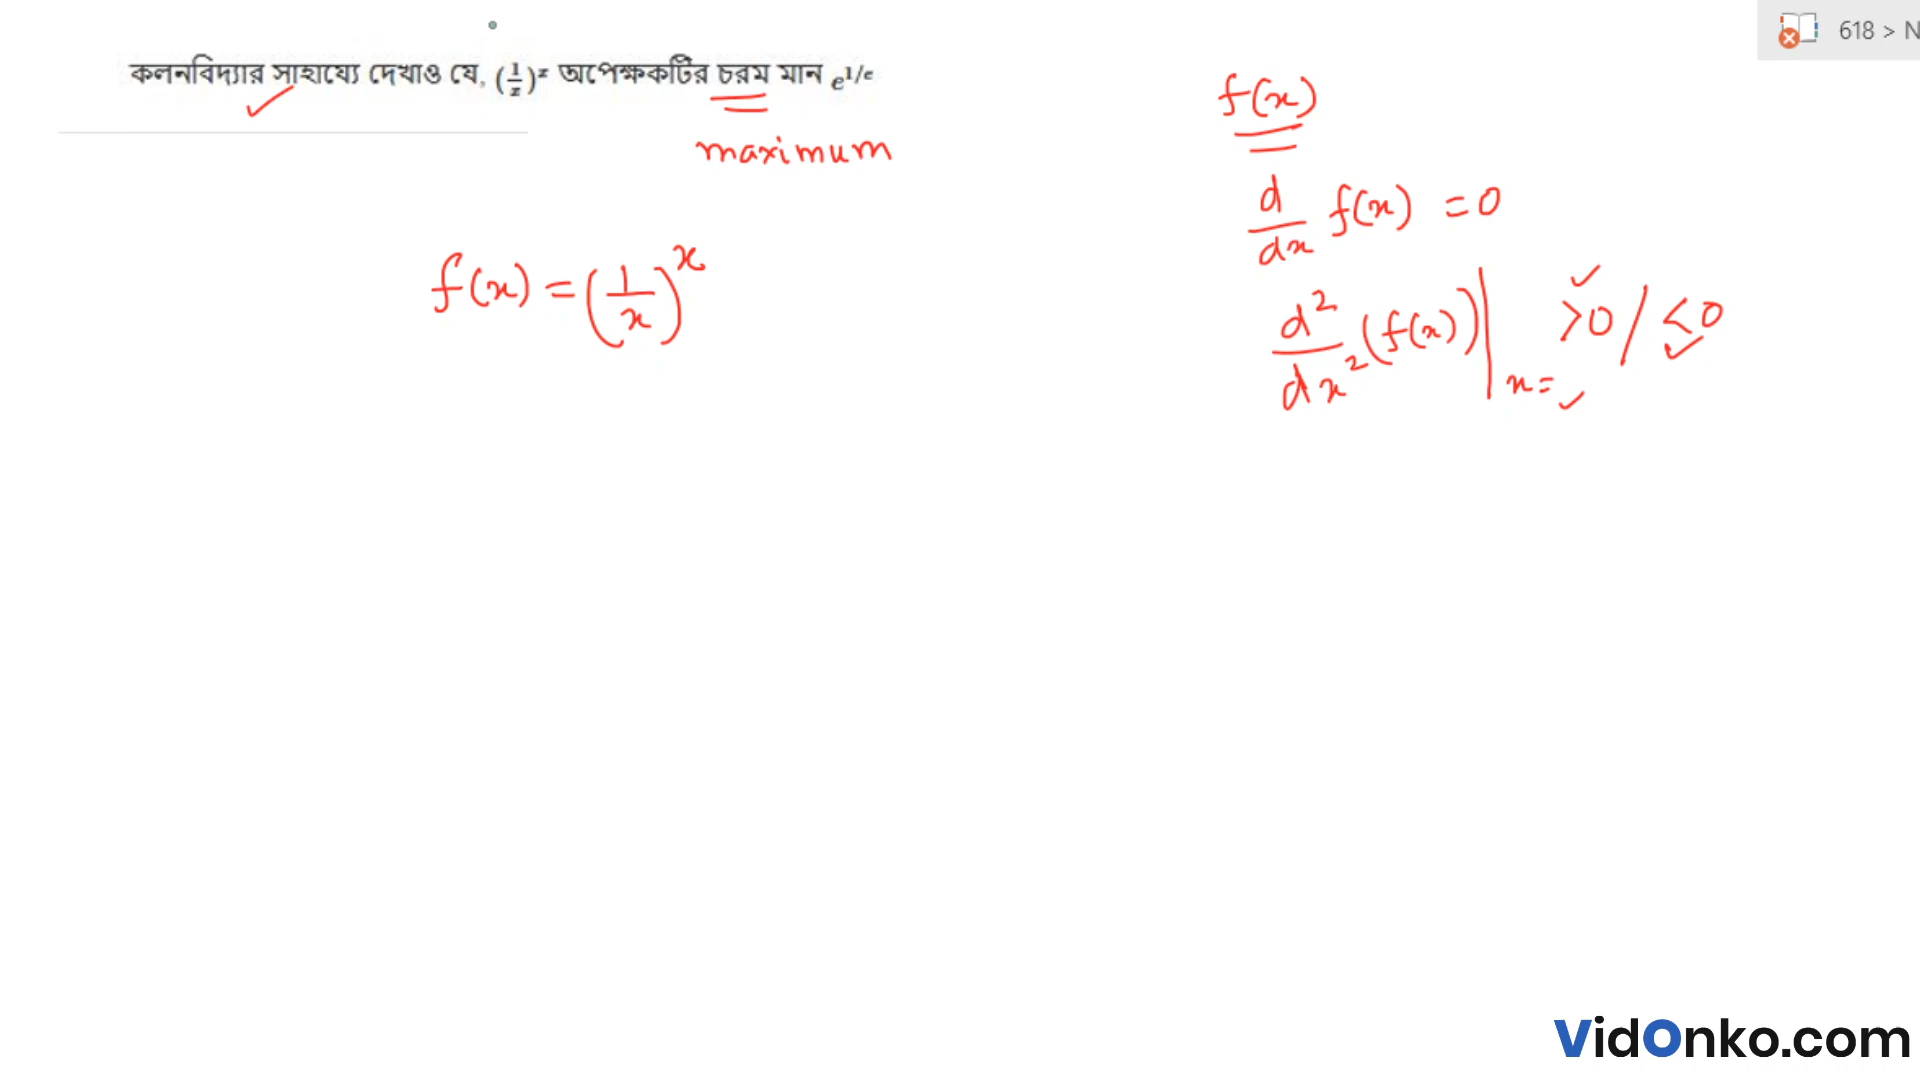 কলনবিদ্যার সাহায্যে দেখাও যে, (1/x)^x অপেক্ষকটির চরম মান e^1/e
maximum
f(x) = (1/x)^x
618 > N
f(x)
d/dx f(x) = 0
d²/dx² (f(x))| x= >0 / <0
VidOnko.com